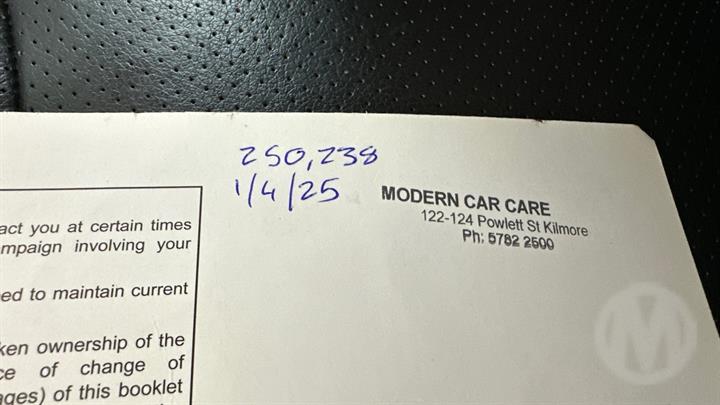 250,238
1/4/25
MODERN CAR CARE
122-124 Powlett St Kilmore
Ph: 5782 2500
act you at certain times
mpaign involving your
ed to maintain current
ken ownership of the
ce of change of
ages) of this booklet
M